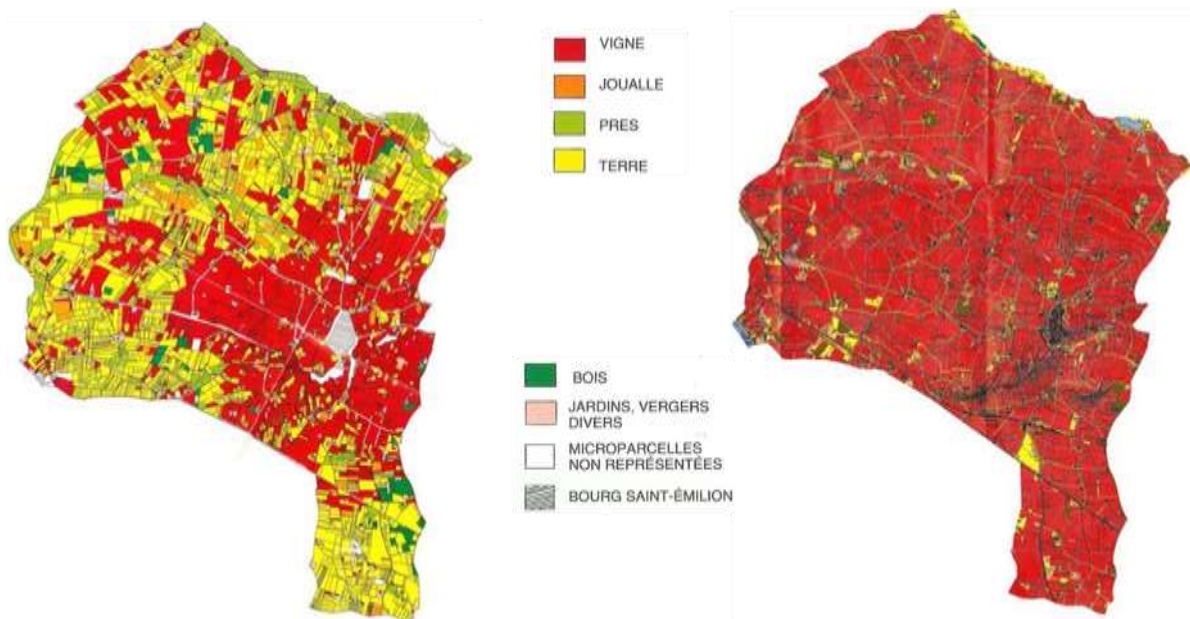 VIGNE
JOUALLE
PRES
TERRE
BOIS
JARDINS, VERGERS
DIVERS
MICROPARCELLES
NON REPRÉSENTÉES
BOURG SAINT-ÉMILION